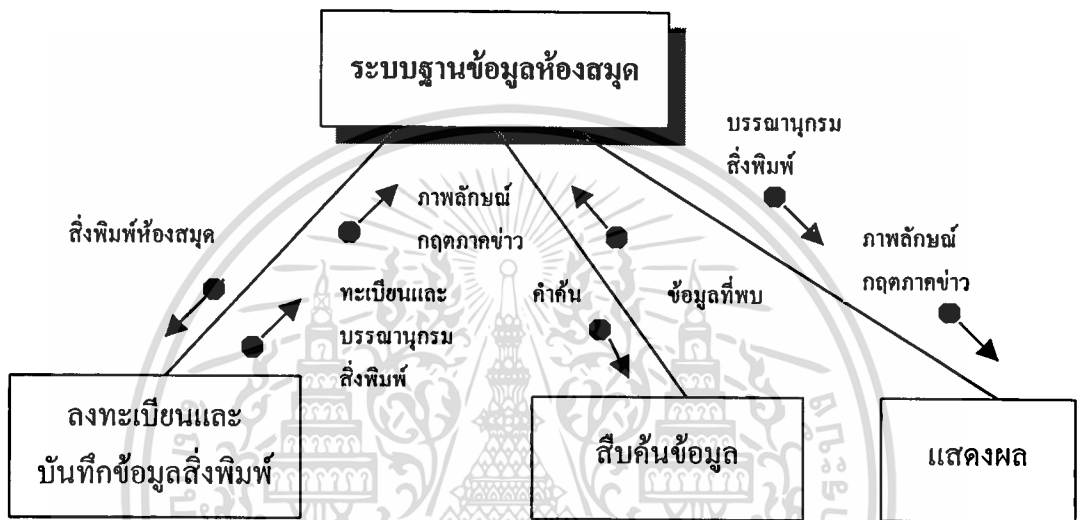 ระบบฐานข้อมูลห้องสมุด
บรรณานุกรม
สิ่งพิมพ์
ภาพลักษณ์
กฤตภาคข่าว
สิ่งพิมพ์ห้องสมุด
ภาพลักษณ์
กฤตภาคข่าว
ทะเบียนและ
บรรณานุกรม
สิ่งพิมพ์
คำค้น
ข้อมูลที่พบ
ลงทะเบียนและ
บันทึกข้อมูลสิ่งพิมพ์
สืบค้นข้อมูล
แสดงผล